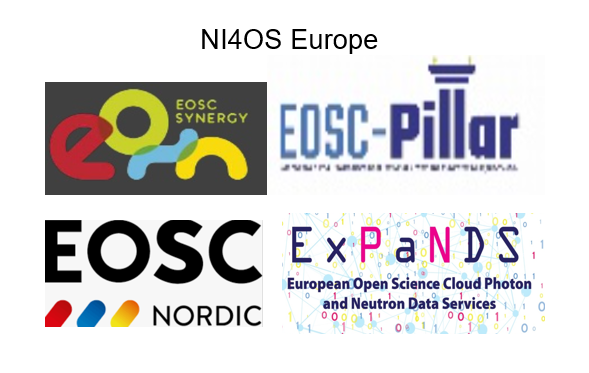 NI4OS Europe
EOSC
SYNERGY
EOSC-Pillar
EOSC
NORDIC
ExPaNDS
European Open Science Cloud Photon
and Neutron Data Services